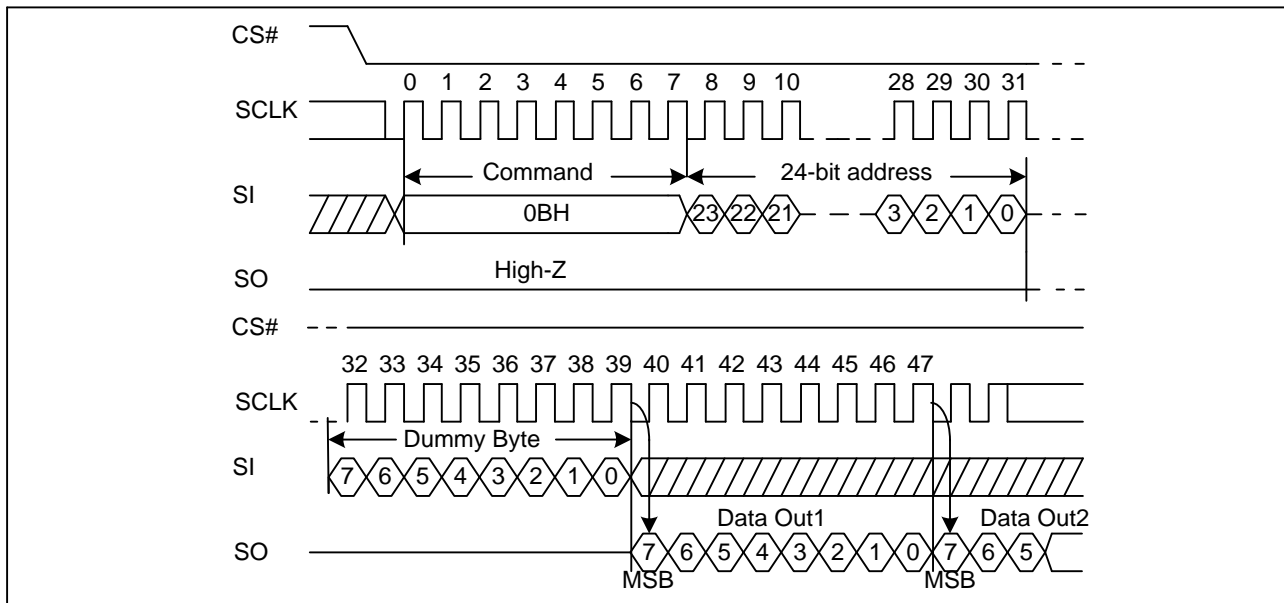 CS#
0 1 2 3 4 5 6 7 8 9 10 28 29 30 31
SCLK
Command 24-bit address
SI
0BH 23 22 21 3 2 1 0
High-Z
SO
CS#
32 33 34 35 36 37 38 39 40 41 42 43 44 45 46 47
SCLK
Dummy Byte
SI
7 6 5 4 3 2 1 0
Data Out1 Data Out2
SO
7 6 5 4 3 2 1 0 7 6 5
MSB MSB